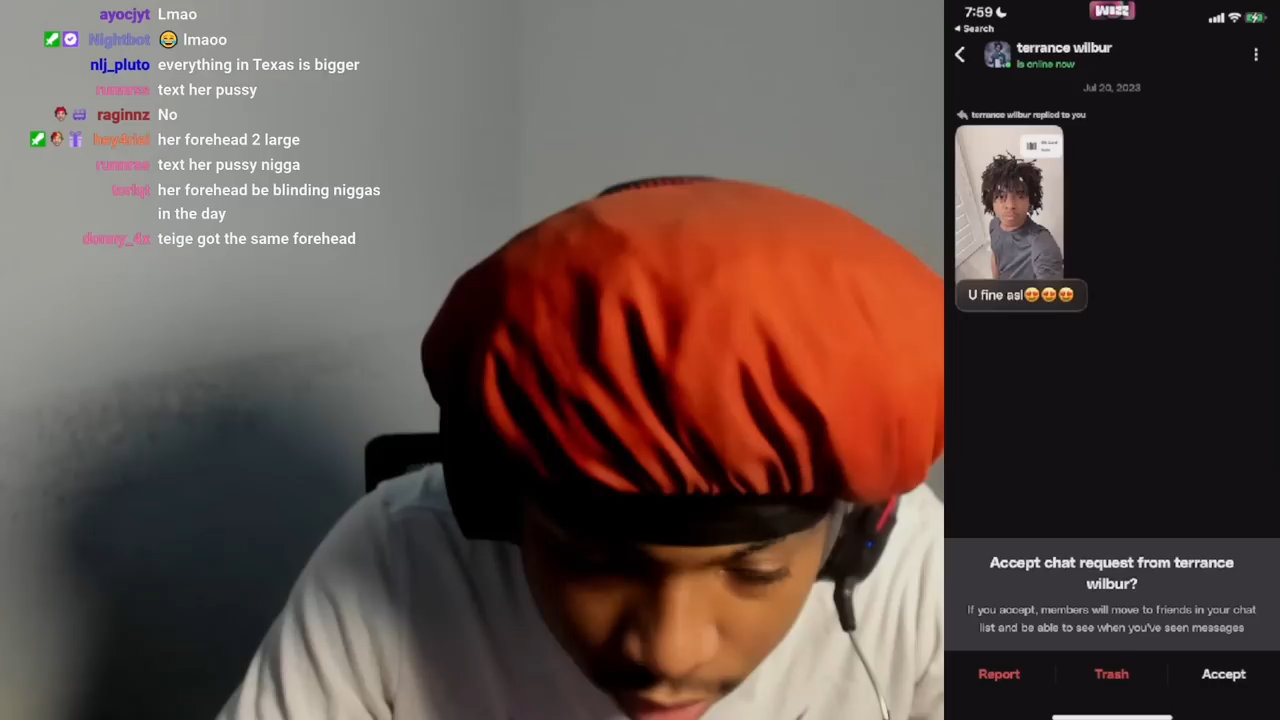 ayocjyt Lmao
Nightbot 😂 lmaoo
nlj_pluto everything in Texas is bigger
text her pussy
raginnz No
her forehead 2 large
text her pussy nigga
her forehead be blinding niggas
in the day
donny_4x teige got the same forehead
7:59
Wizz
Search
terrance wilbur
is online now
Jul 20, 2023
terrance wilbur replied to you
U fine asl😍😍😍
Accept chat request from terrance
wilbur?
If you accept, members will move to friends in your chat
list and be able to see when you've seen messages
Report Trash Accept